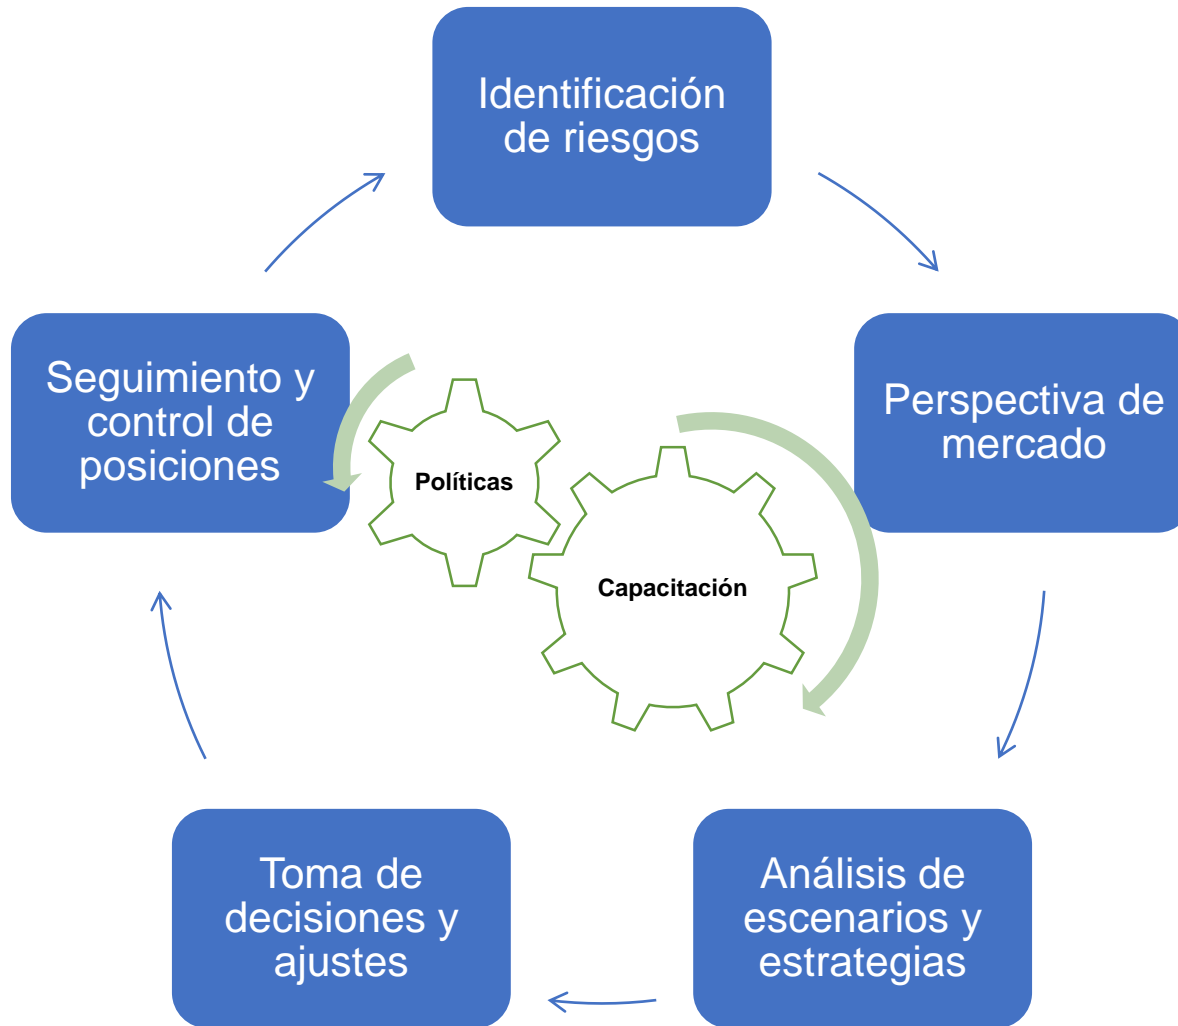 Identificación
de riesgos
Perspectiva de
mercado
Análisis de
escenarios y
estrategias
Toma de
decisiones y
ajustes
Seguimiento y
control de
posiciones
Políticas
Capacitación